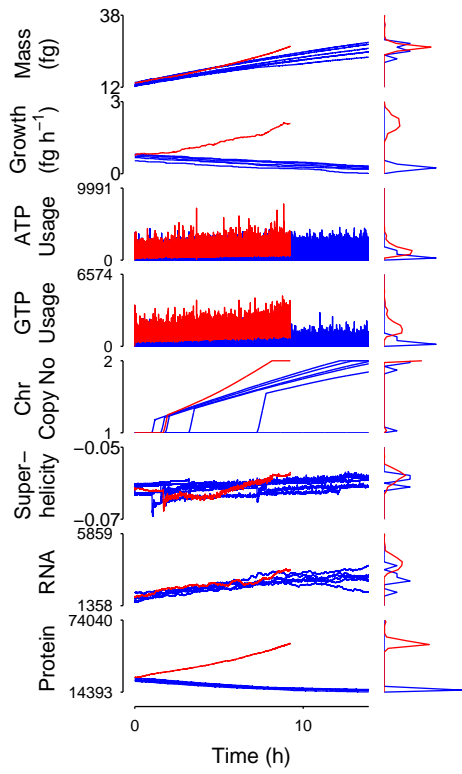 Mass
(fg)
38
12
Growth
(fg h⁻¹)
3
0
ATP
Usage
9991
0
GTP
Usage
6574
0
Chr
Copy No
2
1
Super−
helicity
−0.05
−0.07
RNA
5859
1358
Protein
74040
14393
0 10
Time (h)